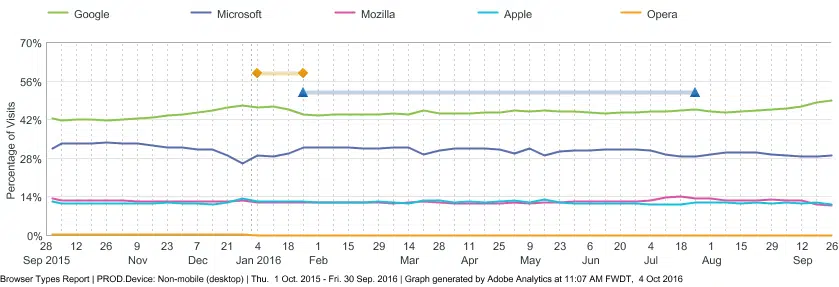 Google Microsoft Mozilla Apple Opera
70%
56%
42%
28%
14%
0%
Percentage of Visits
28 12 26 9 23 7 21 4 18 1 15 29 14 28 11 25 9 23 6 20 4 18 1 15 29 12 26
Sep 2015 Nov Dec Jan 2016 Feb Mar Apr May Jun Jul Aug Sep
Browser Types Report | PROD.Device: Non-mobile (desktop) | Thu. 1 Oct. 2015 - Fri. 30 Sep. 2016 | Graph generated by Adobe Analytics at 11:07 AM FWDT, 4 Oct 2016